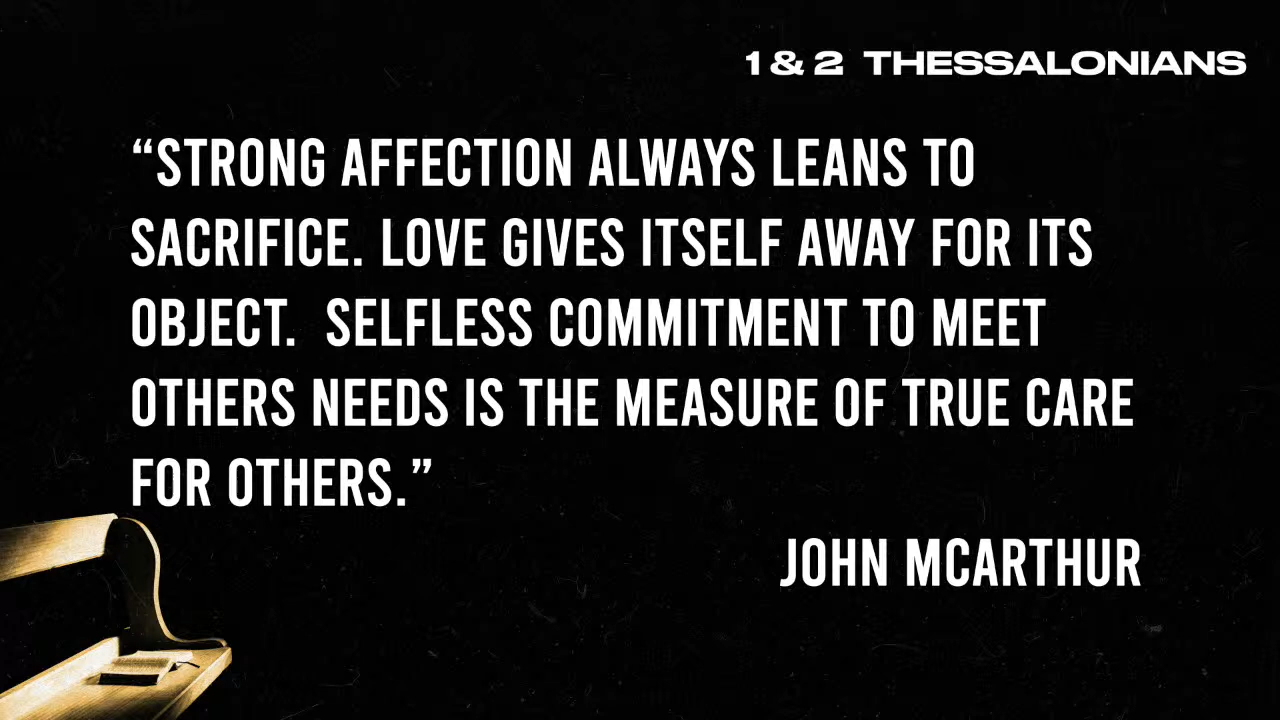 1 & 2 THESSALONIANS
“STRONG AFFECTION ALWAYS LEANS TO
SACRIFICE. LOVE GIVES ITSELF AWAY FOR ITS
OBJECT.  SELFLESS COMMITMENT TO MEET
OTHERS NEEDS IS THE MEASURE OF TRUE CARE
FOR OTHERS.”
JOHN MCARTHUR